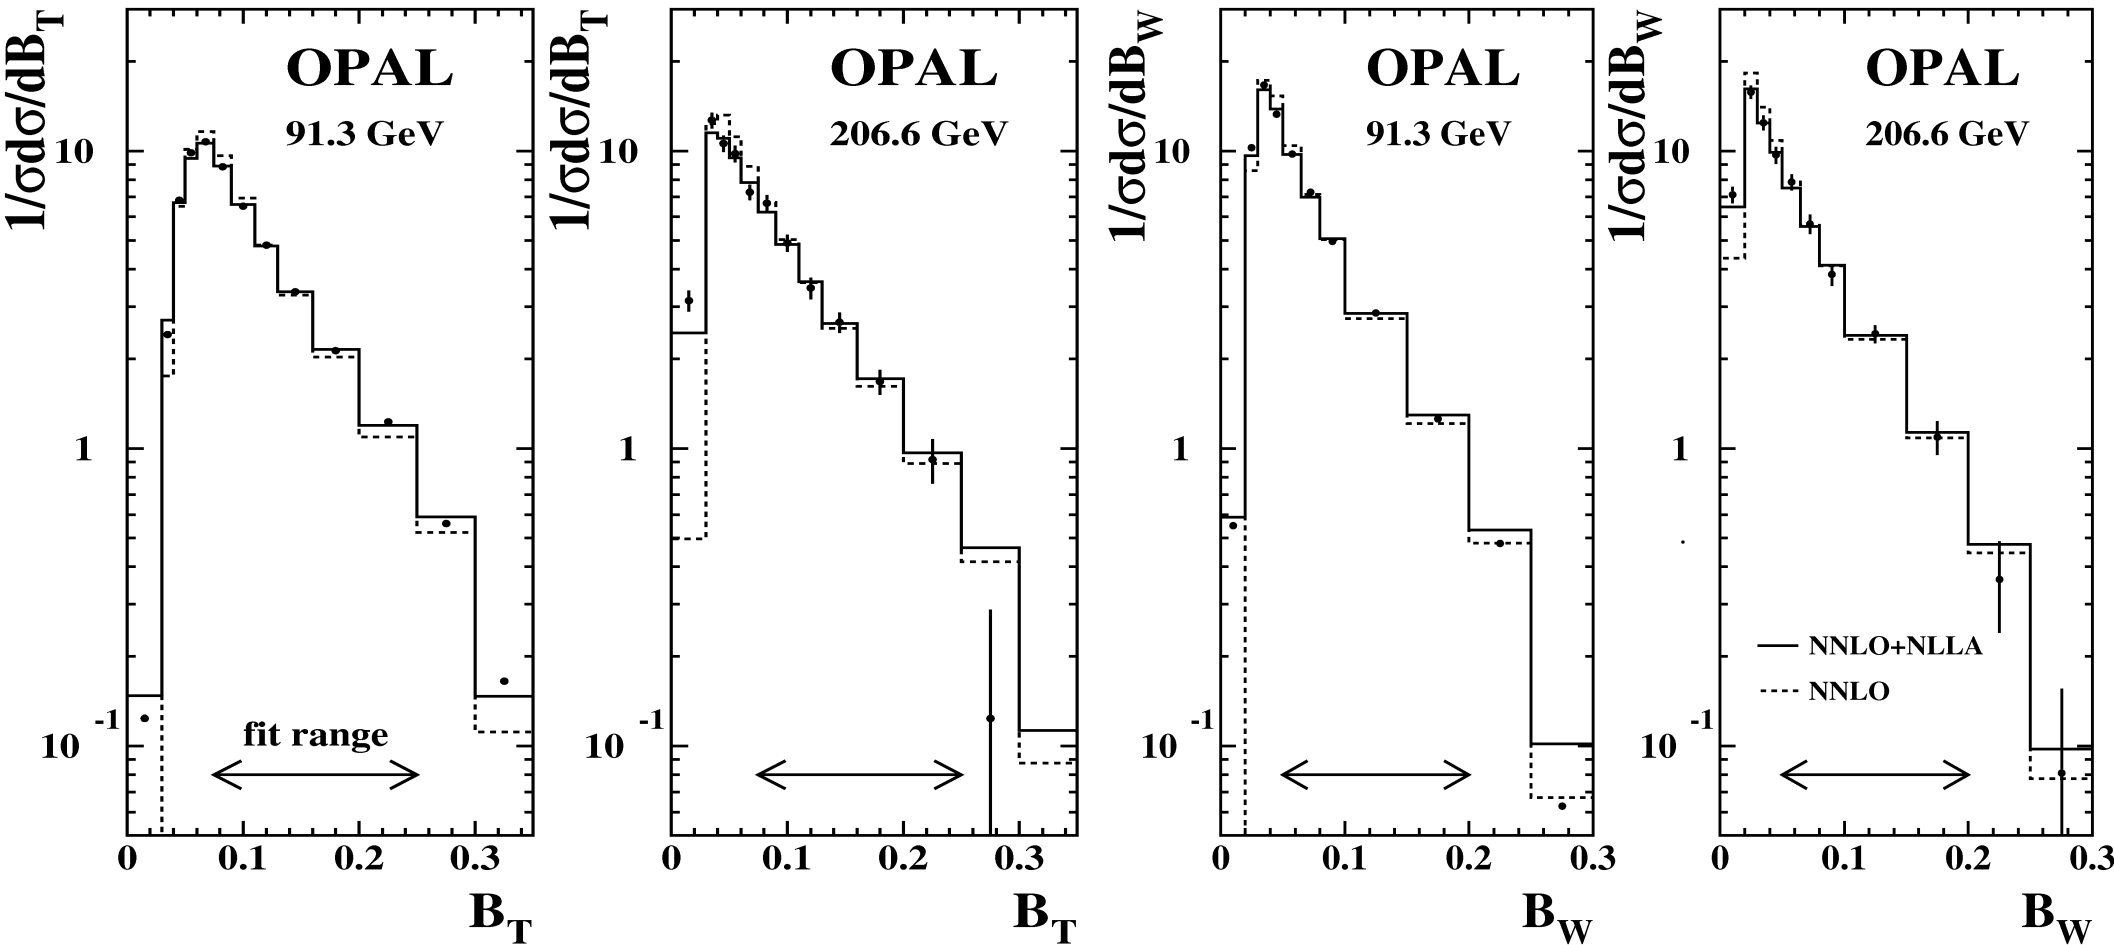 1/σdσ/dB_T
OPAL
91.3 GeV
10
1
10^-1
fit range
0 0.1 0.2 0.3
B_T
1/σdσ/dB_T
OPAL
206.6 GeV
10
1
10^-1
0 0.1 0.2 0.3
B_T
1/σdσ/dB_W
OPAL
91.3 GeV
10
1
10^-1
0 0.1 0.2 0.3
B_W
1/σdσ/dB_W
OPAL
206.6 GeV
10
1
NNLO+NLLA
NNLO
10^-1
0 0.1 0.2 0.3
B_W